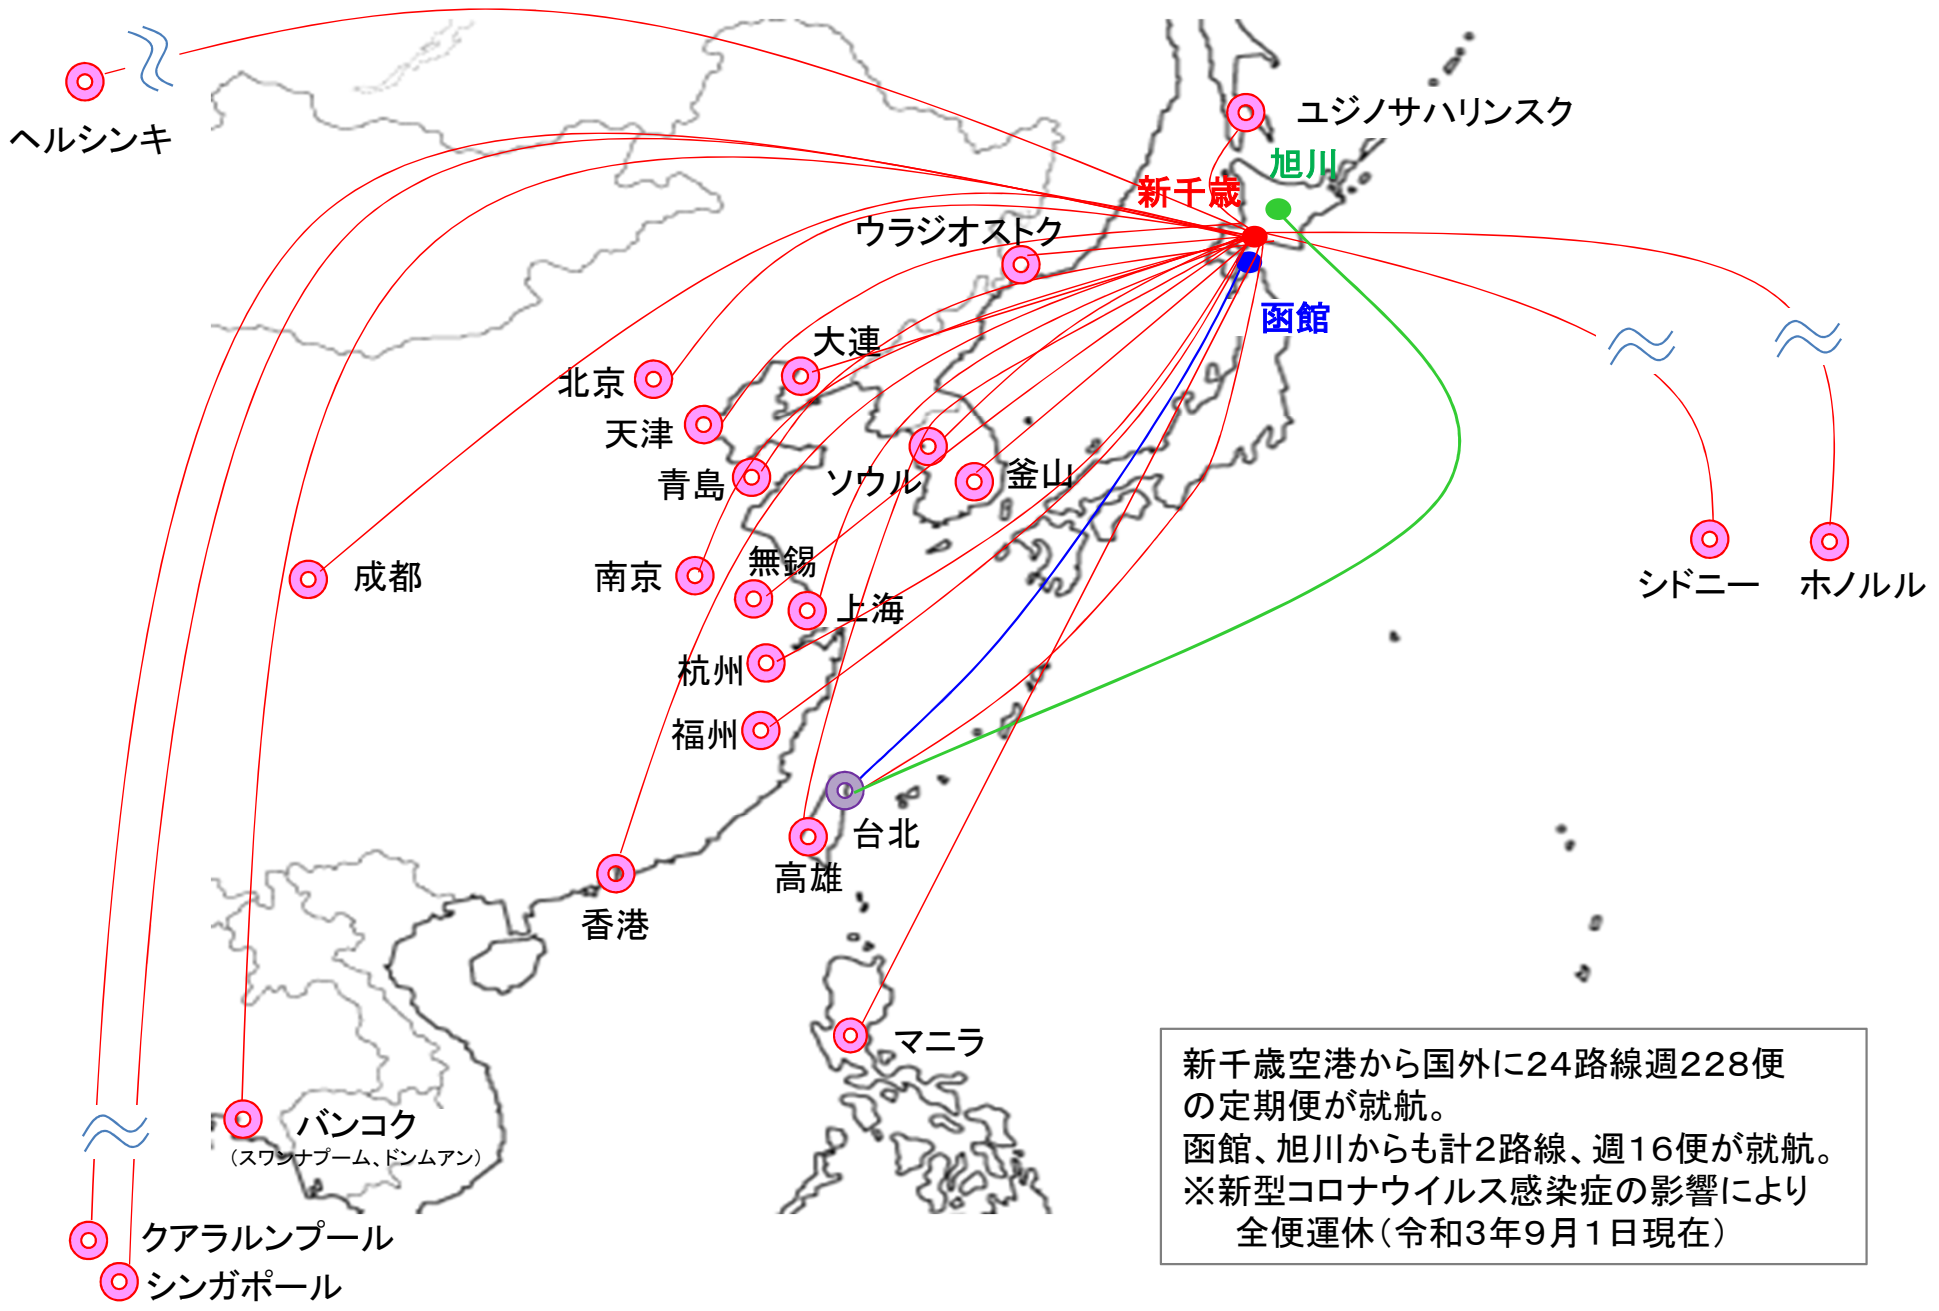 ヘルシンキ
ユジノサハリンスク
旭川
新千歳
ウラジオストク
函館
大連
北京
天津
青島
ソウル
釜山
無錫
成都
南京
上海
シドニー
ホノルル
杭州
福州
台北
高雄
香港
マニラ
バンコク
（スワンナプーム、ドンムアン）
クアラルンプール
シンガポール
新千歳空港から国外に24路線週228便
の定期便が就航。
函館、旭川からも計2路線、週16便が就航。
※新型コロナウイルス感染症の影響により
全便運休（令和3年9月1日現在）